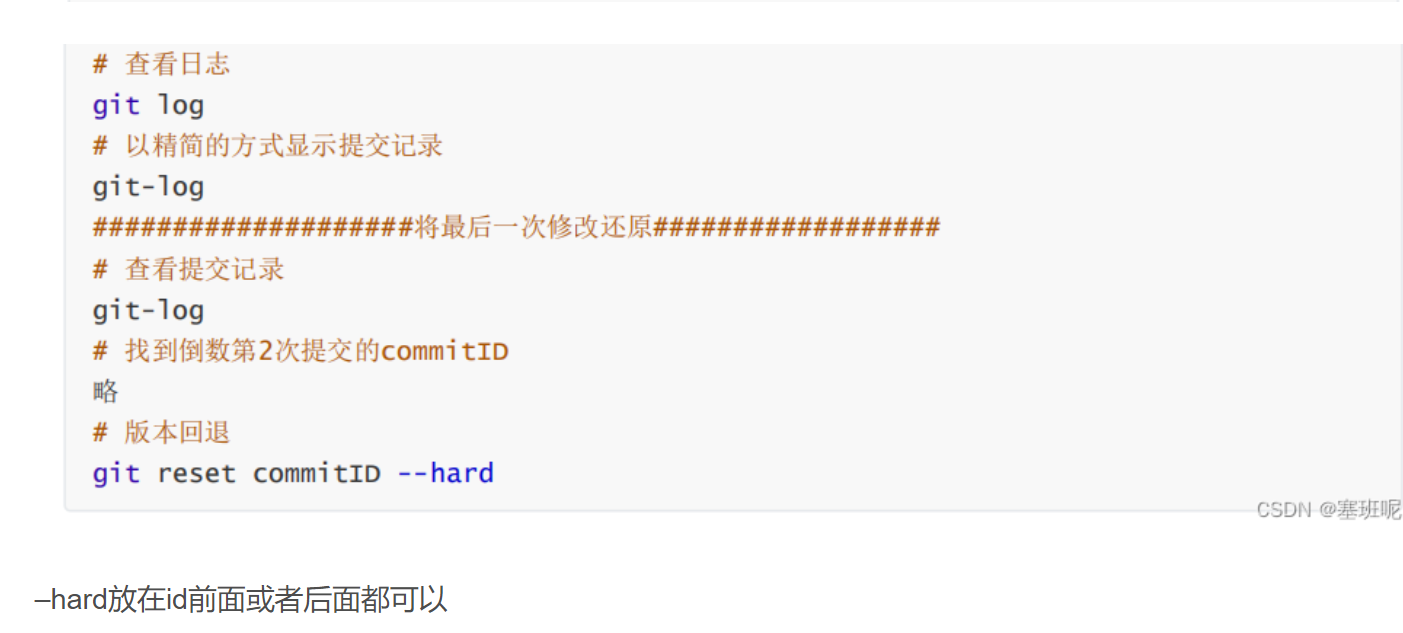 # 查看日志
git log
# 以精简的方式显示提交记录
git-log
####################将最后一次修改还原##################
# 查看提交记录
git-log
# 找到倒数第2次提交的commitID
略
# 版本回退
git reset commitID --hard
CSDN @塞班呢
–hard放在id前面或者后面都可以